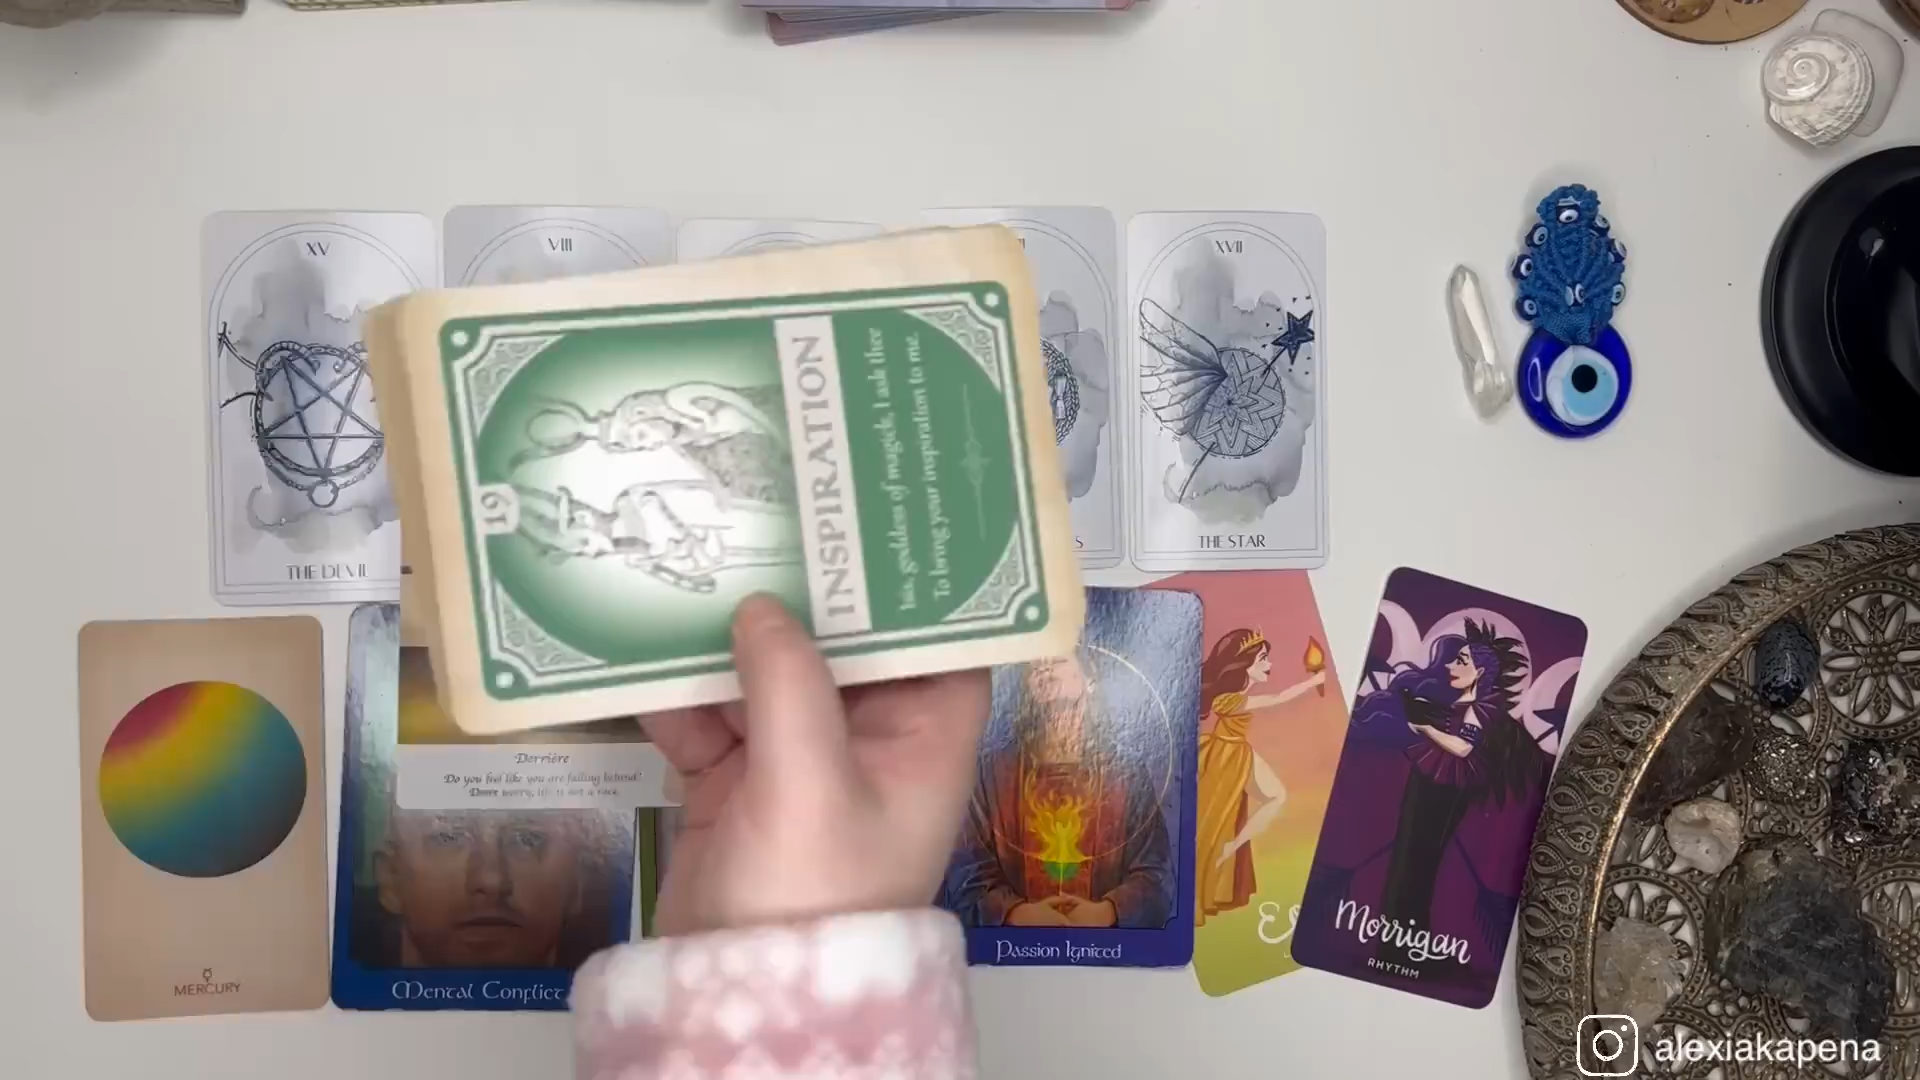 XV
VIII
XVII
THE DEVIL
S
THE STAR
19
INSPIRATION
Isis, goddess of magick, I ask thee
To bring your inspiration to me.
Derrière
Do you feel like you are falling behind?
Don't worry, life is not a race.
MERCURY
Mental Conflict
Passion Ignited
Morrigan
RHYTHM
alexiakapena